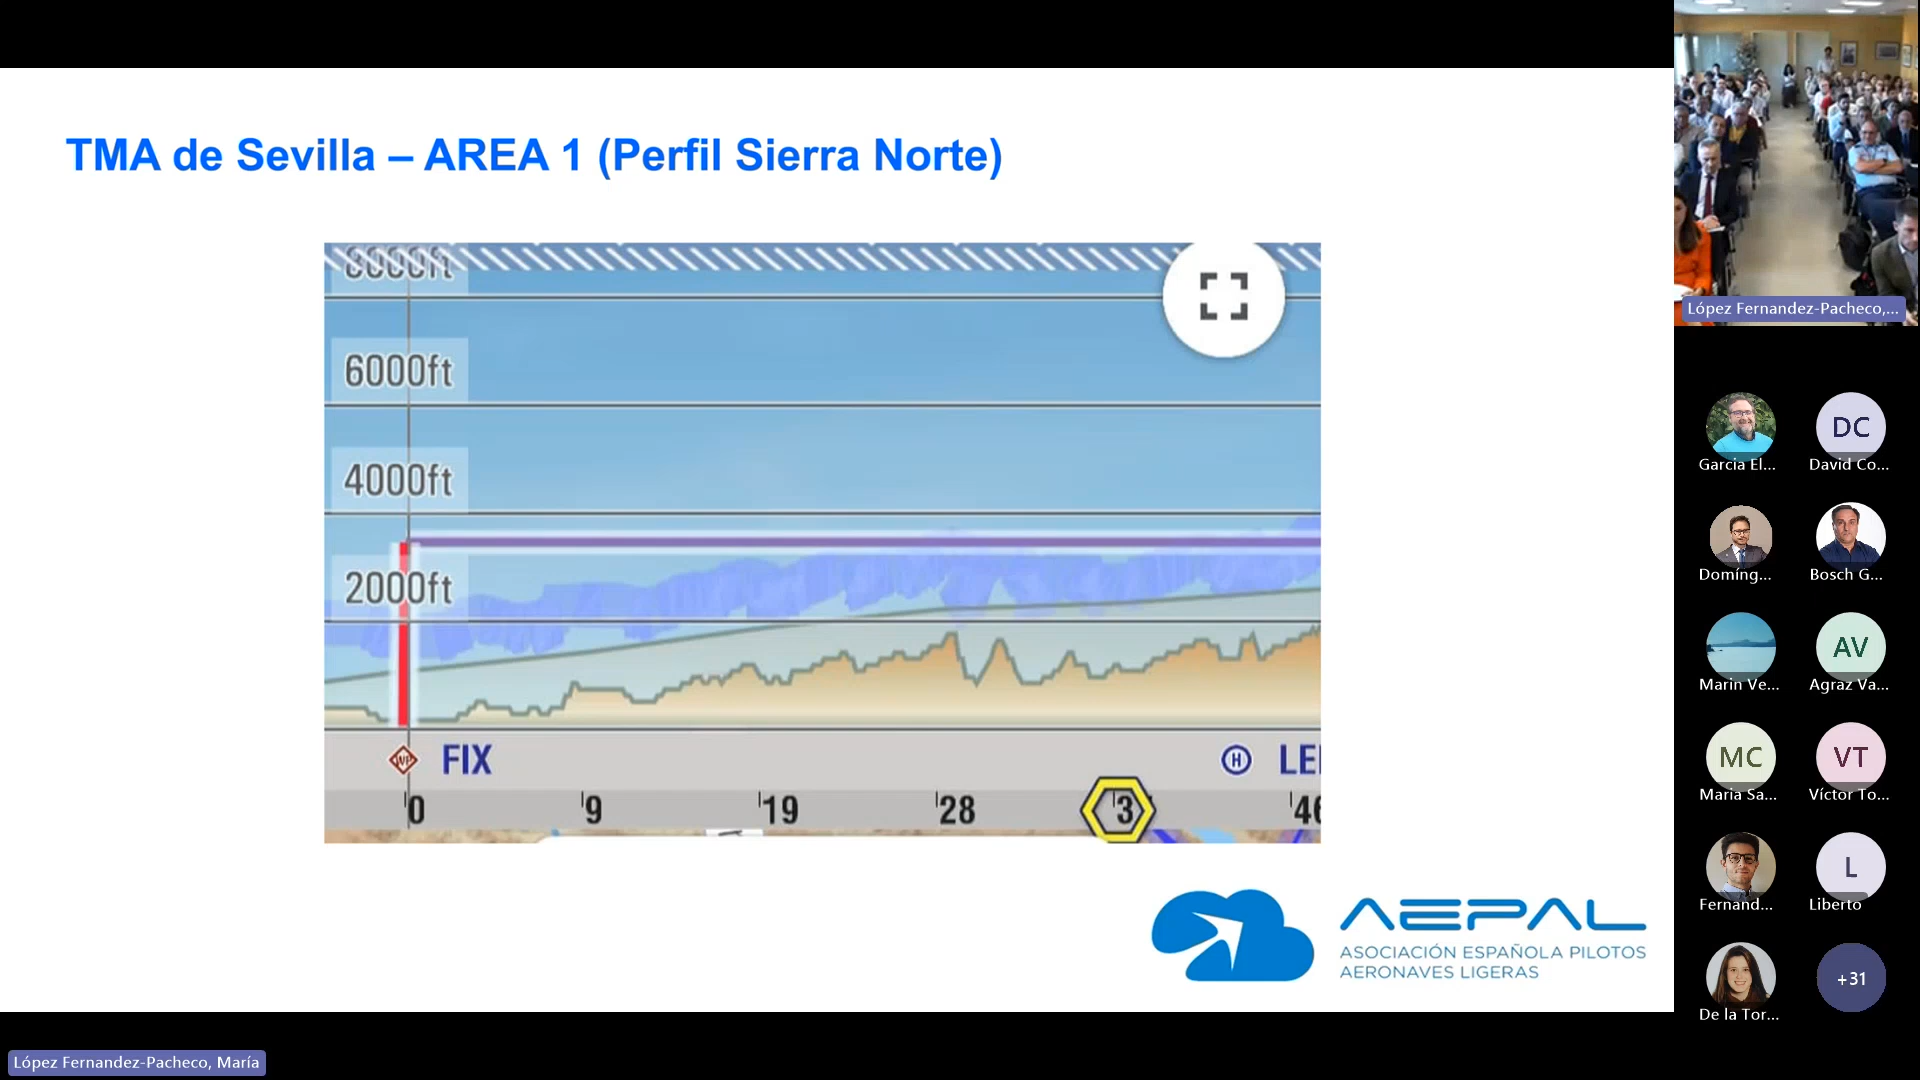 TMA de Sevilla – AREA 1 (Perfil Sierra Norte)
8000ft
6000ft
4000ft
2000ft
FIX
H
LE
0
9
19
28
3
46
AEPAL
ASOCIACIÓN ESPAÑOLA PILOTOS
AERONAVES LIGERAS
López Fernandez-Pacheco, María
López Fernandez-Pacheco,...
Garcia El...
DC
David Co...
Domíng...
Bosch G...
Marin Ve...
AV
Agraz Va...
MC
Maria Sa...
VT
Víctor To...
Fernand...
L
Liberto
De la Tor...
+31